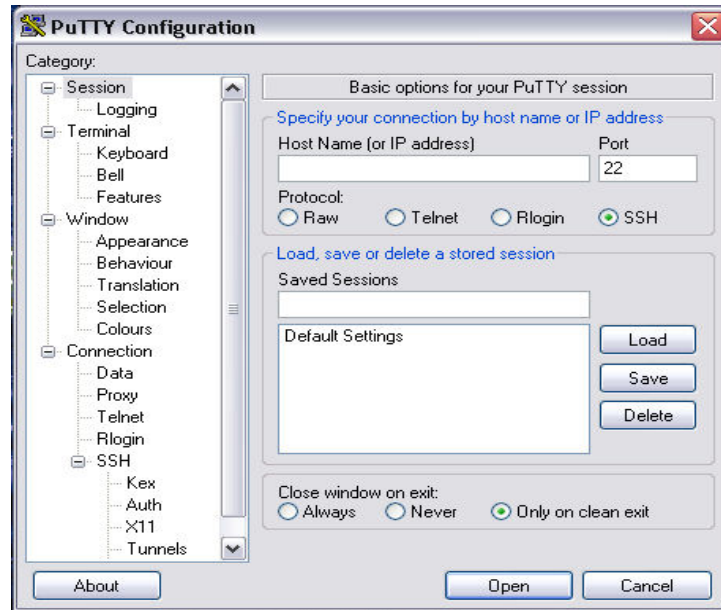 PuTTY Configuration
Category:
Session
Logging
Terminal
Keyboard
Bell
Features
Window
Appearance
Behaviour
Translation
Selection
Colours
Connection
Data
Proxy
Telnet
Rlogin
SSH
Kex
Auth
X11
Tunnels
Basic options for your PuTTY session
Specify your connection by host name or IP address
Host Name (or IP address) Port
22
Protocol:
Raw Telnet Rlogin SSH
Load, save or delete a stored session
Saved Sessions
Default Settings
Load
Save
Delete
Close window on exit:
Always Never Only on clean exit
About Open Cancel